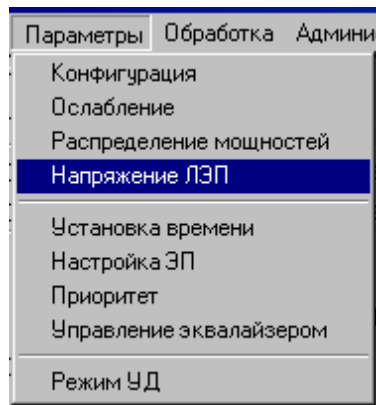 Параметры Обработка Админи
Конфигурация
Ослабление
Распределение мощностей
Напряжение ЛЭП
Установка времени
Настройка ЭП
Приоритет
Управление эквалайзером
Режим УД